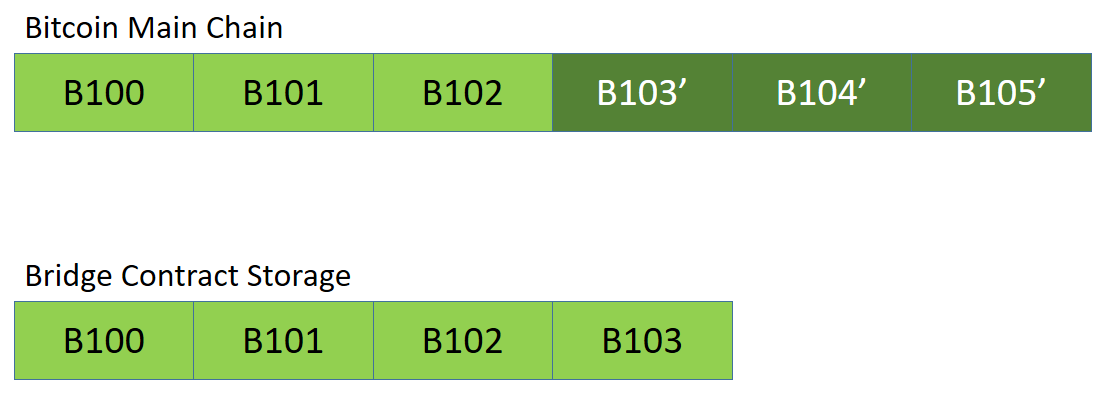 Bitcoin Main Chain
B100 B101 B102 B103’ B104’ B105’
Bridge Contract Storage
B100 B101 B102 B103